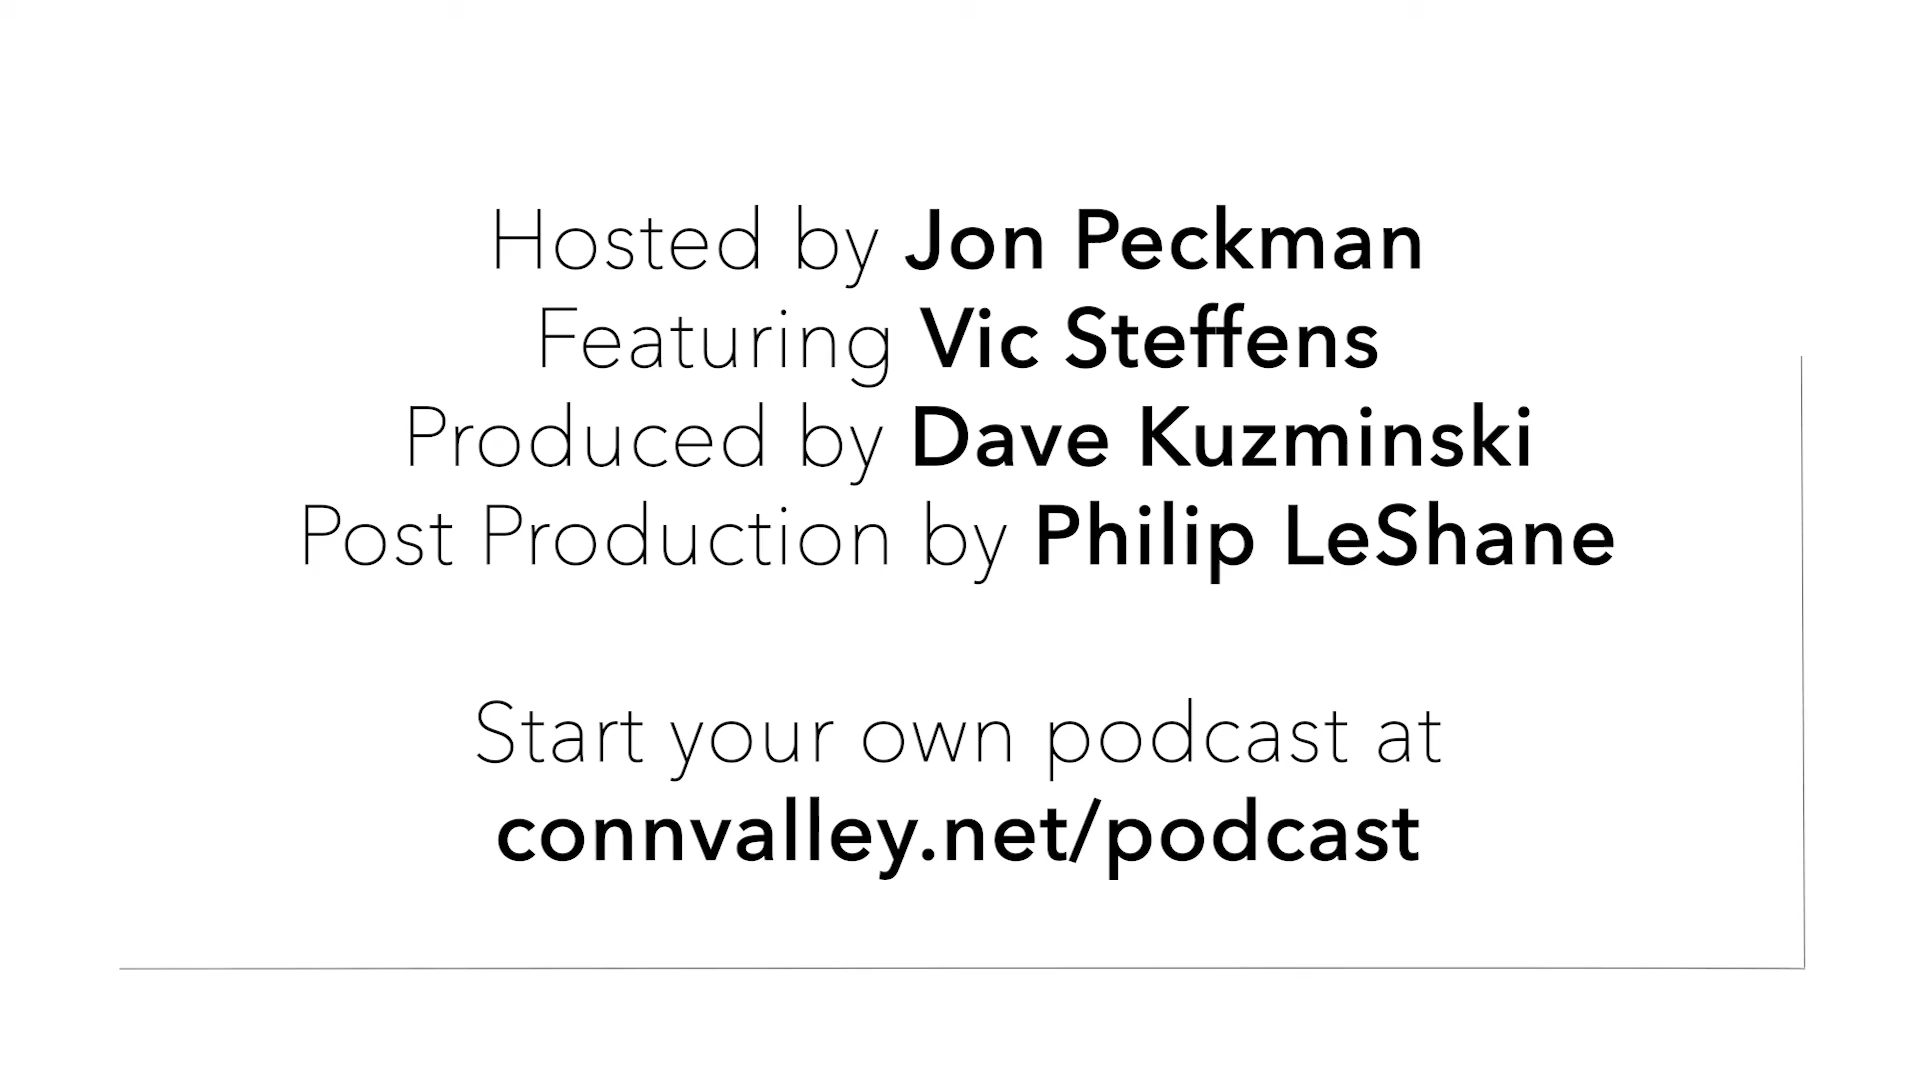 Hosted by Jon Peckman
Featuring Vic Steffens
Produced by Dave Kuzminski
Post Production by Philip LeShane
Start your own podcast at
connvalley.net/podcast